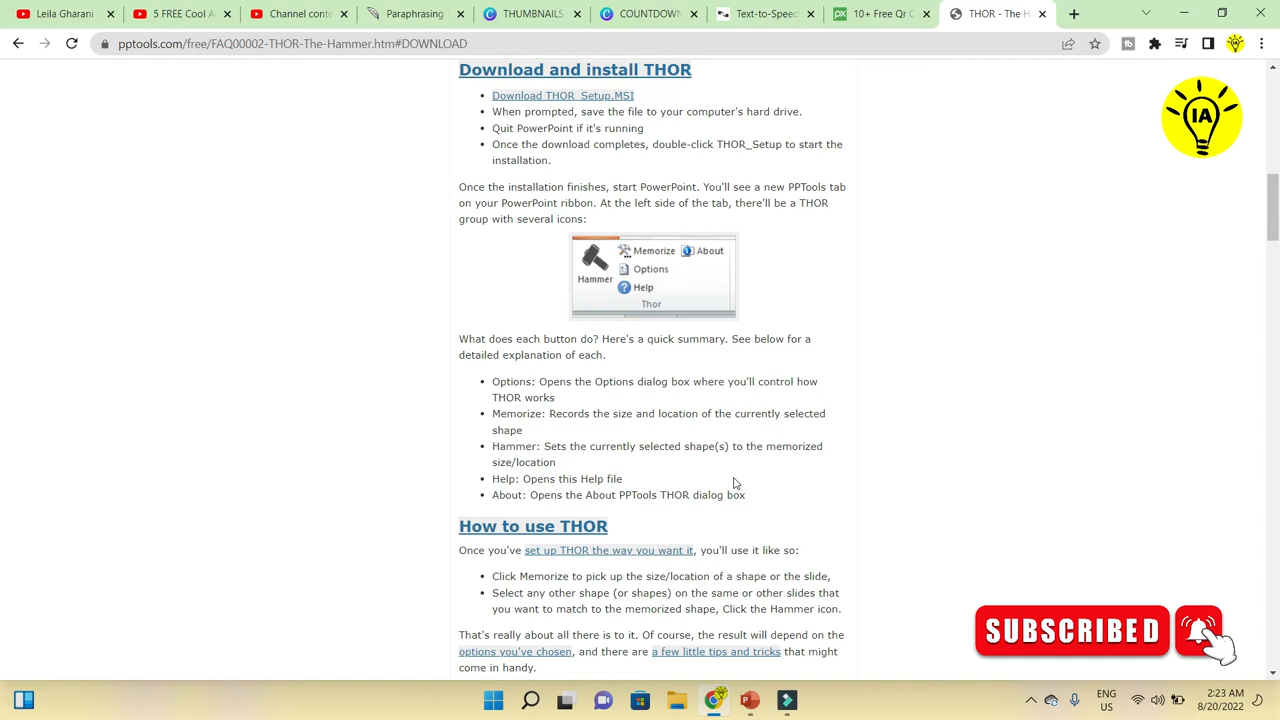 Leila Gharani
5 FREE Cool A
Channel conte
Paraphrasing
THUMBNAILS
COUNTDOWN
Text-to-Speec
10+ Free Qr C
THOR - The H
pptools.com/free/FAQ00002-THOR-The-Hammer.htm#DOWNLOAD
Download and install THOR
Download THOR_Setup.MSI
When prompted, save the file to your computer's hard drive.
Quit PowerPoint if it's running
Once the download completes, double-click THOR_Setup to start the
installation.
Once the installation finishes, start PowerPoint. You'll see a new PPTools tab
on your PowerPoint ribbon. At the left side of the tab, there'll be a THOR
group with several icons:
Memorize About
Options
Hammer
Help
Thor
What does each button do? Here's a quick summary. See below for a
detailed explanation of each.
Options: Opens the Options dialog box where you'll control how
THOR works
Memorize: Records the size and location of the currently selected
shape
Hammer: Sets the currently selected shape(s) to the memorized
size/location
Help: Opens this Help file
About: Opens the About PPTools THOR dialog box
How to use THOR
Once you've set up THOR the way you want it, you'll use it like so:
Click Memorize to pick up the size/location of a shape or the slide,
Select any other shape (or shapes) on the same or other slides that
you want to match to the memorized shape, Click the Hammer icon.
That's really about all there is to it. Of course, the result will depend on the
options you've chosen, and there are a few little tips and tricks that might
come in handy.
IA
SUBSCRIBED
ENG
US
2:23 AM
8/20/2022